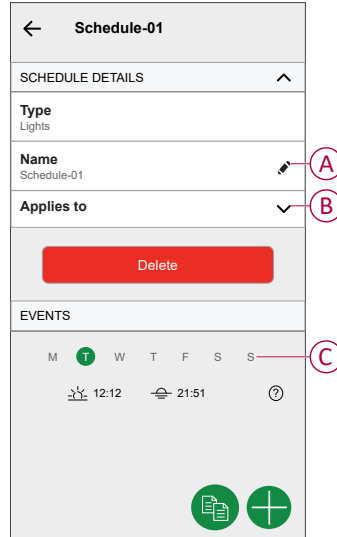 Schedule-01
SCHEDULE DETAILS
Type
Lights
Name
Schedule-01
A
Applies to
B
Delete
EVENTS
M T W T F S S
C
12:12 21:51 ?